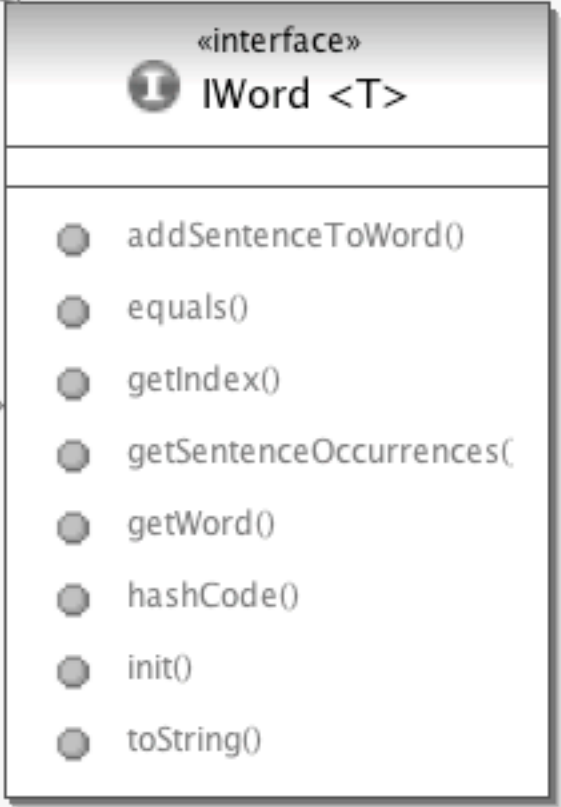 «interface»
IWord <T>
addSentenceToWord()
equals()
getIndex()
getSentenceOccurrences(
getWord()
hashCode()
init()
toString()